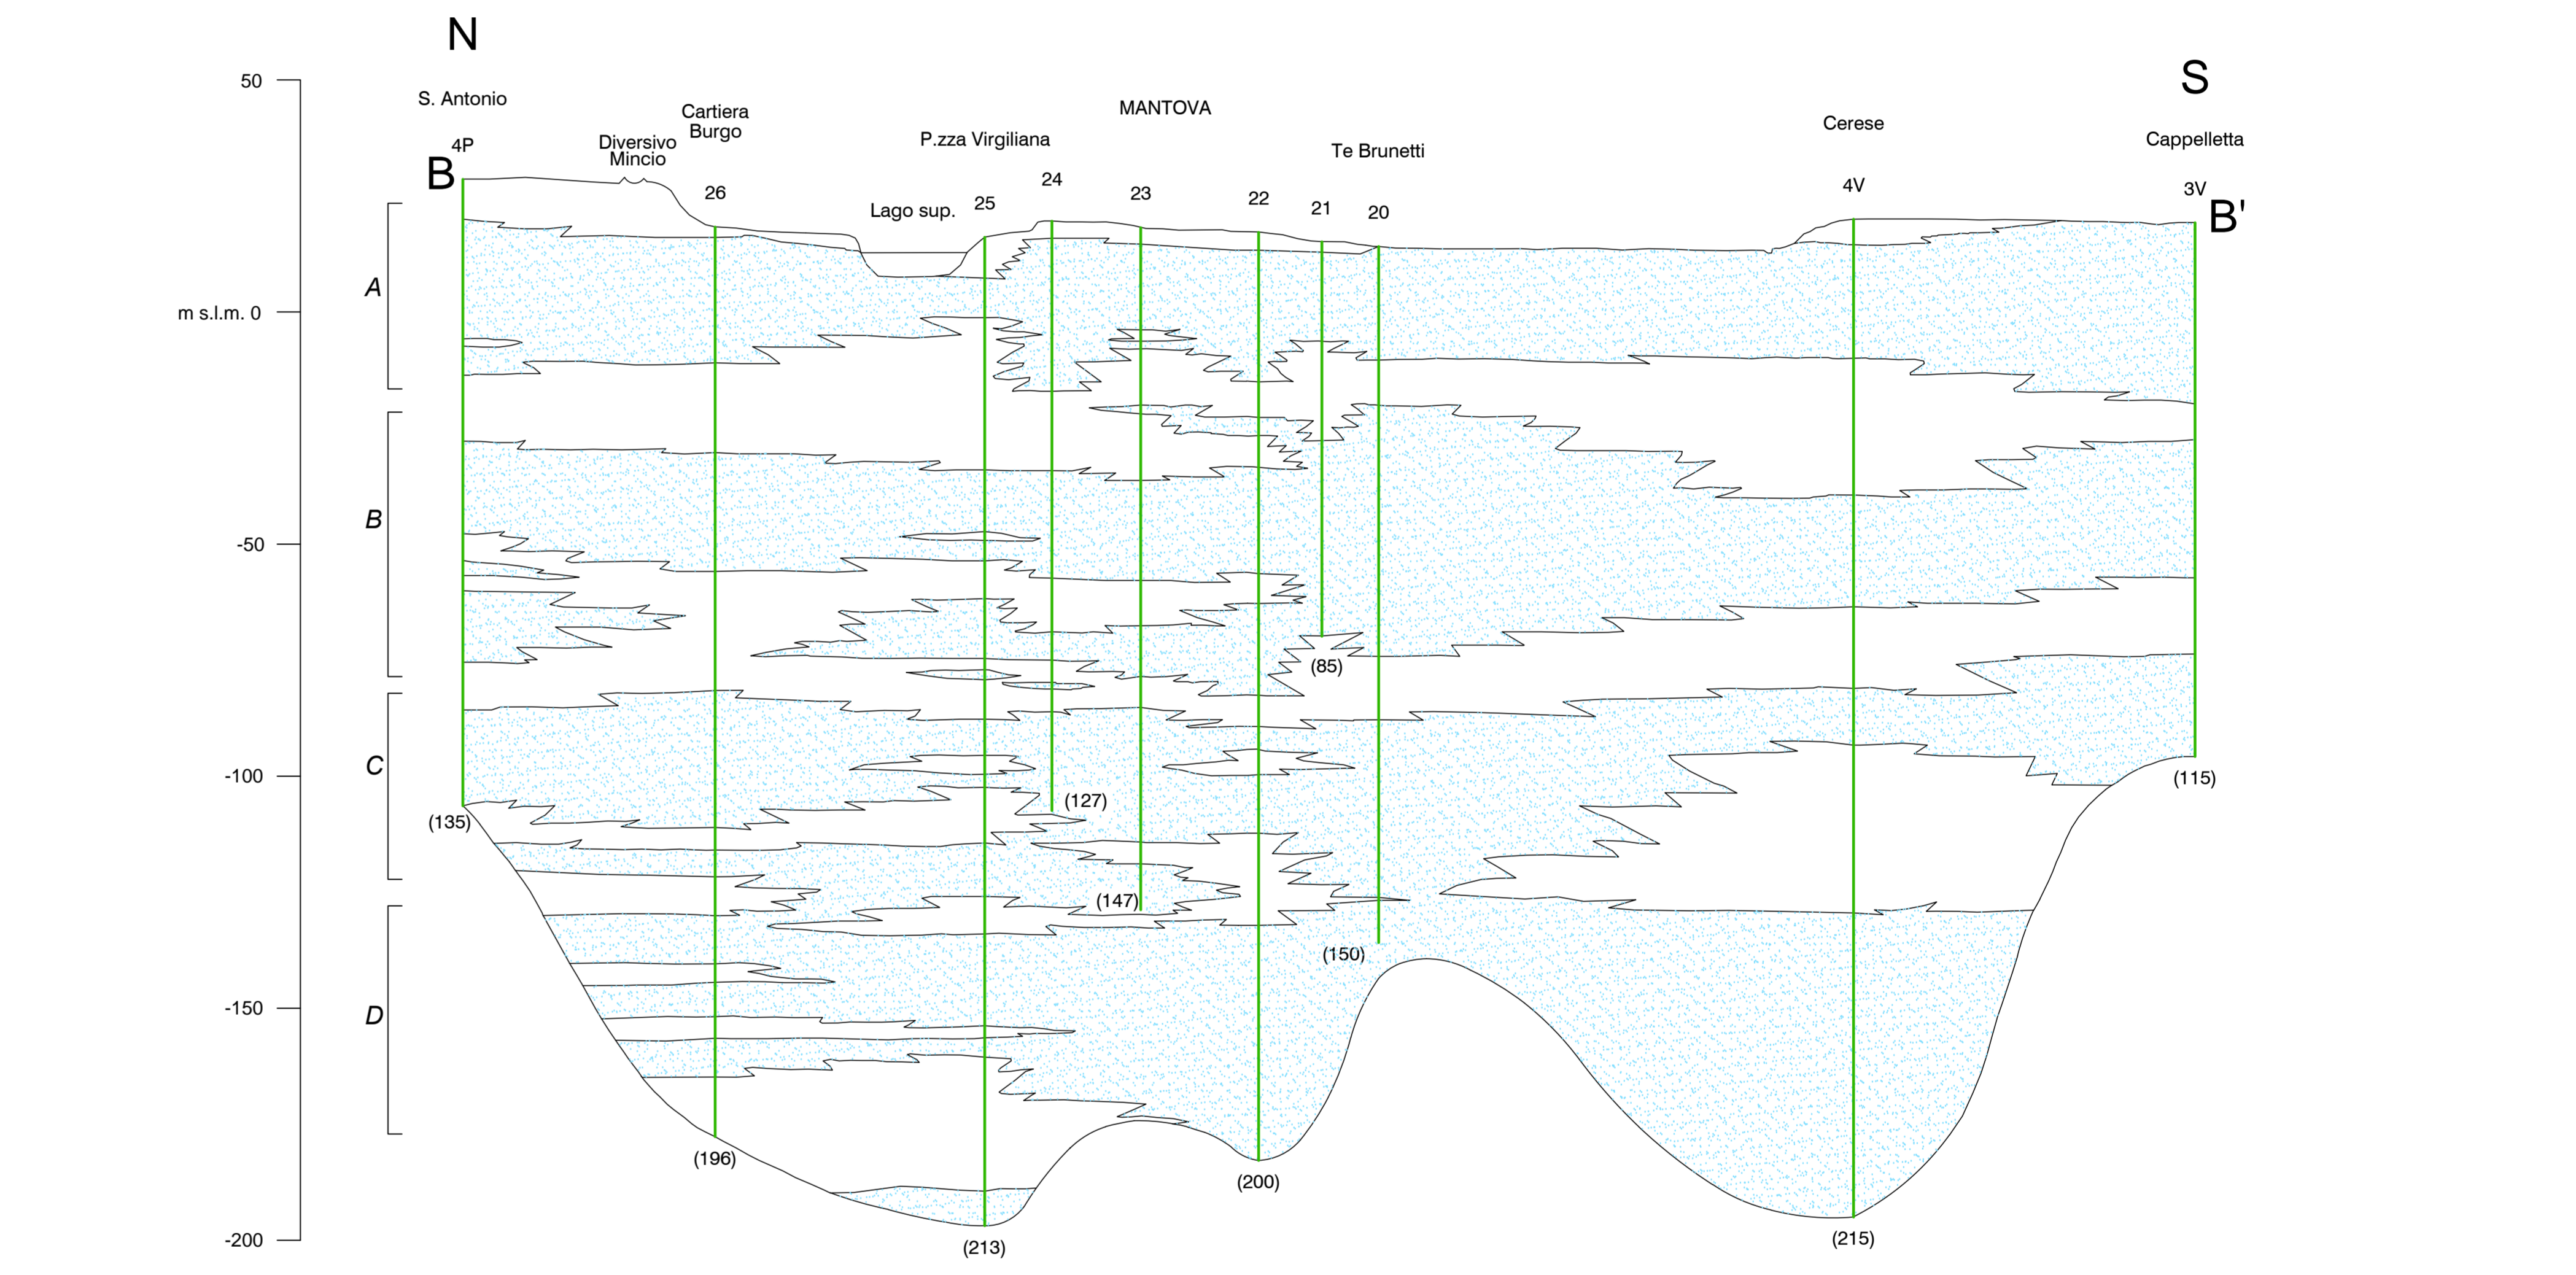 N
S
50
S. Antonio
4P
B
Diversivo
Mincio
Cartiera
Burgo
26
Lago sup.
P.zza Virgiliana
25
MANTOVA
24
23
22
21
Te Brunetti
20
Cerese
4V
Cappelletta
3V
B'
A
m s.l.m. 0
B
-50
(85)
C
-100
(135)
(127)
(115)
(147)
(150)
D
-150
(196)
(200)
-200
(213)
(215)